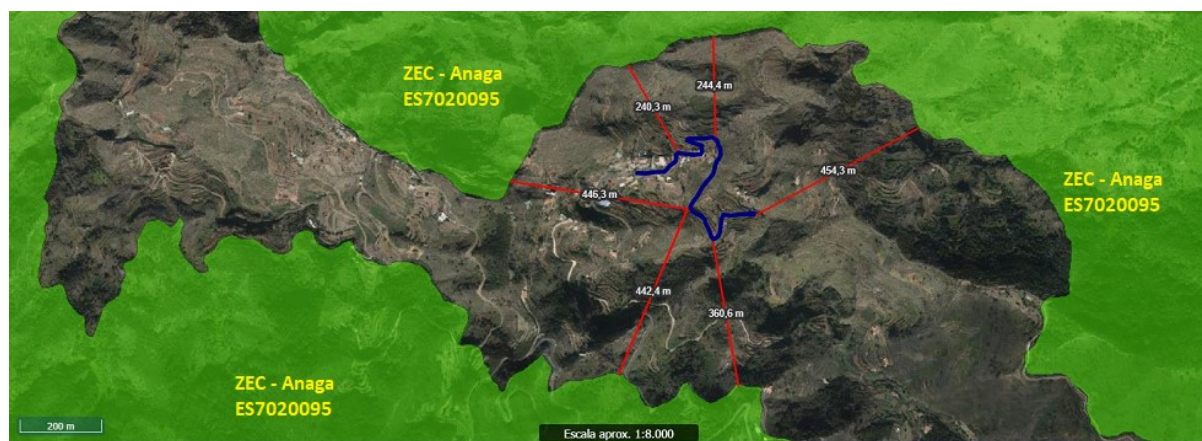 ZEC - Anaga
ES7020095
244,4 m
240,3 m
454,3 m
ZEC - Anaga
ES7020095
446,3 m
442,4 m
360,6 m
ZEC - Anaga
ES7020095
200 m
Escala aprox. 1:8.000